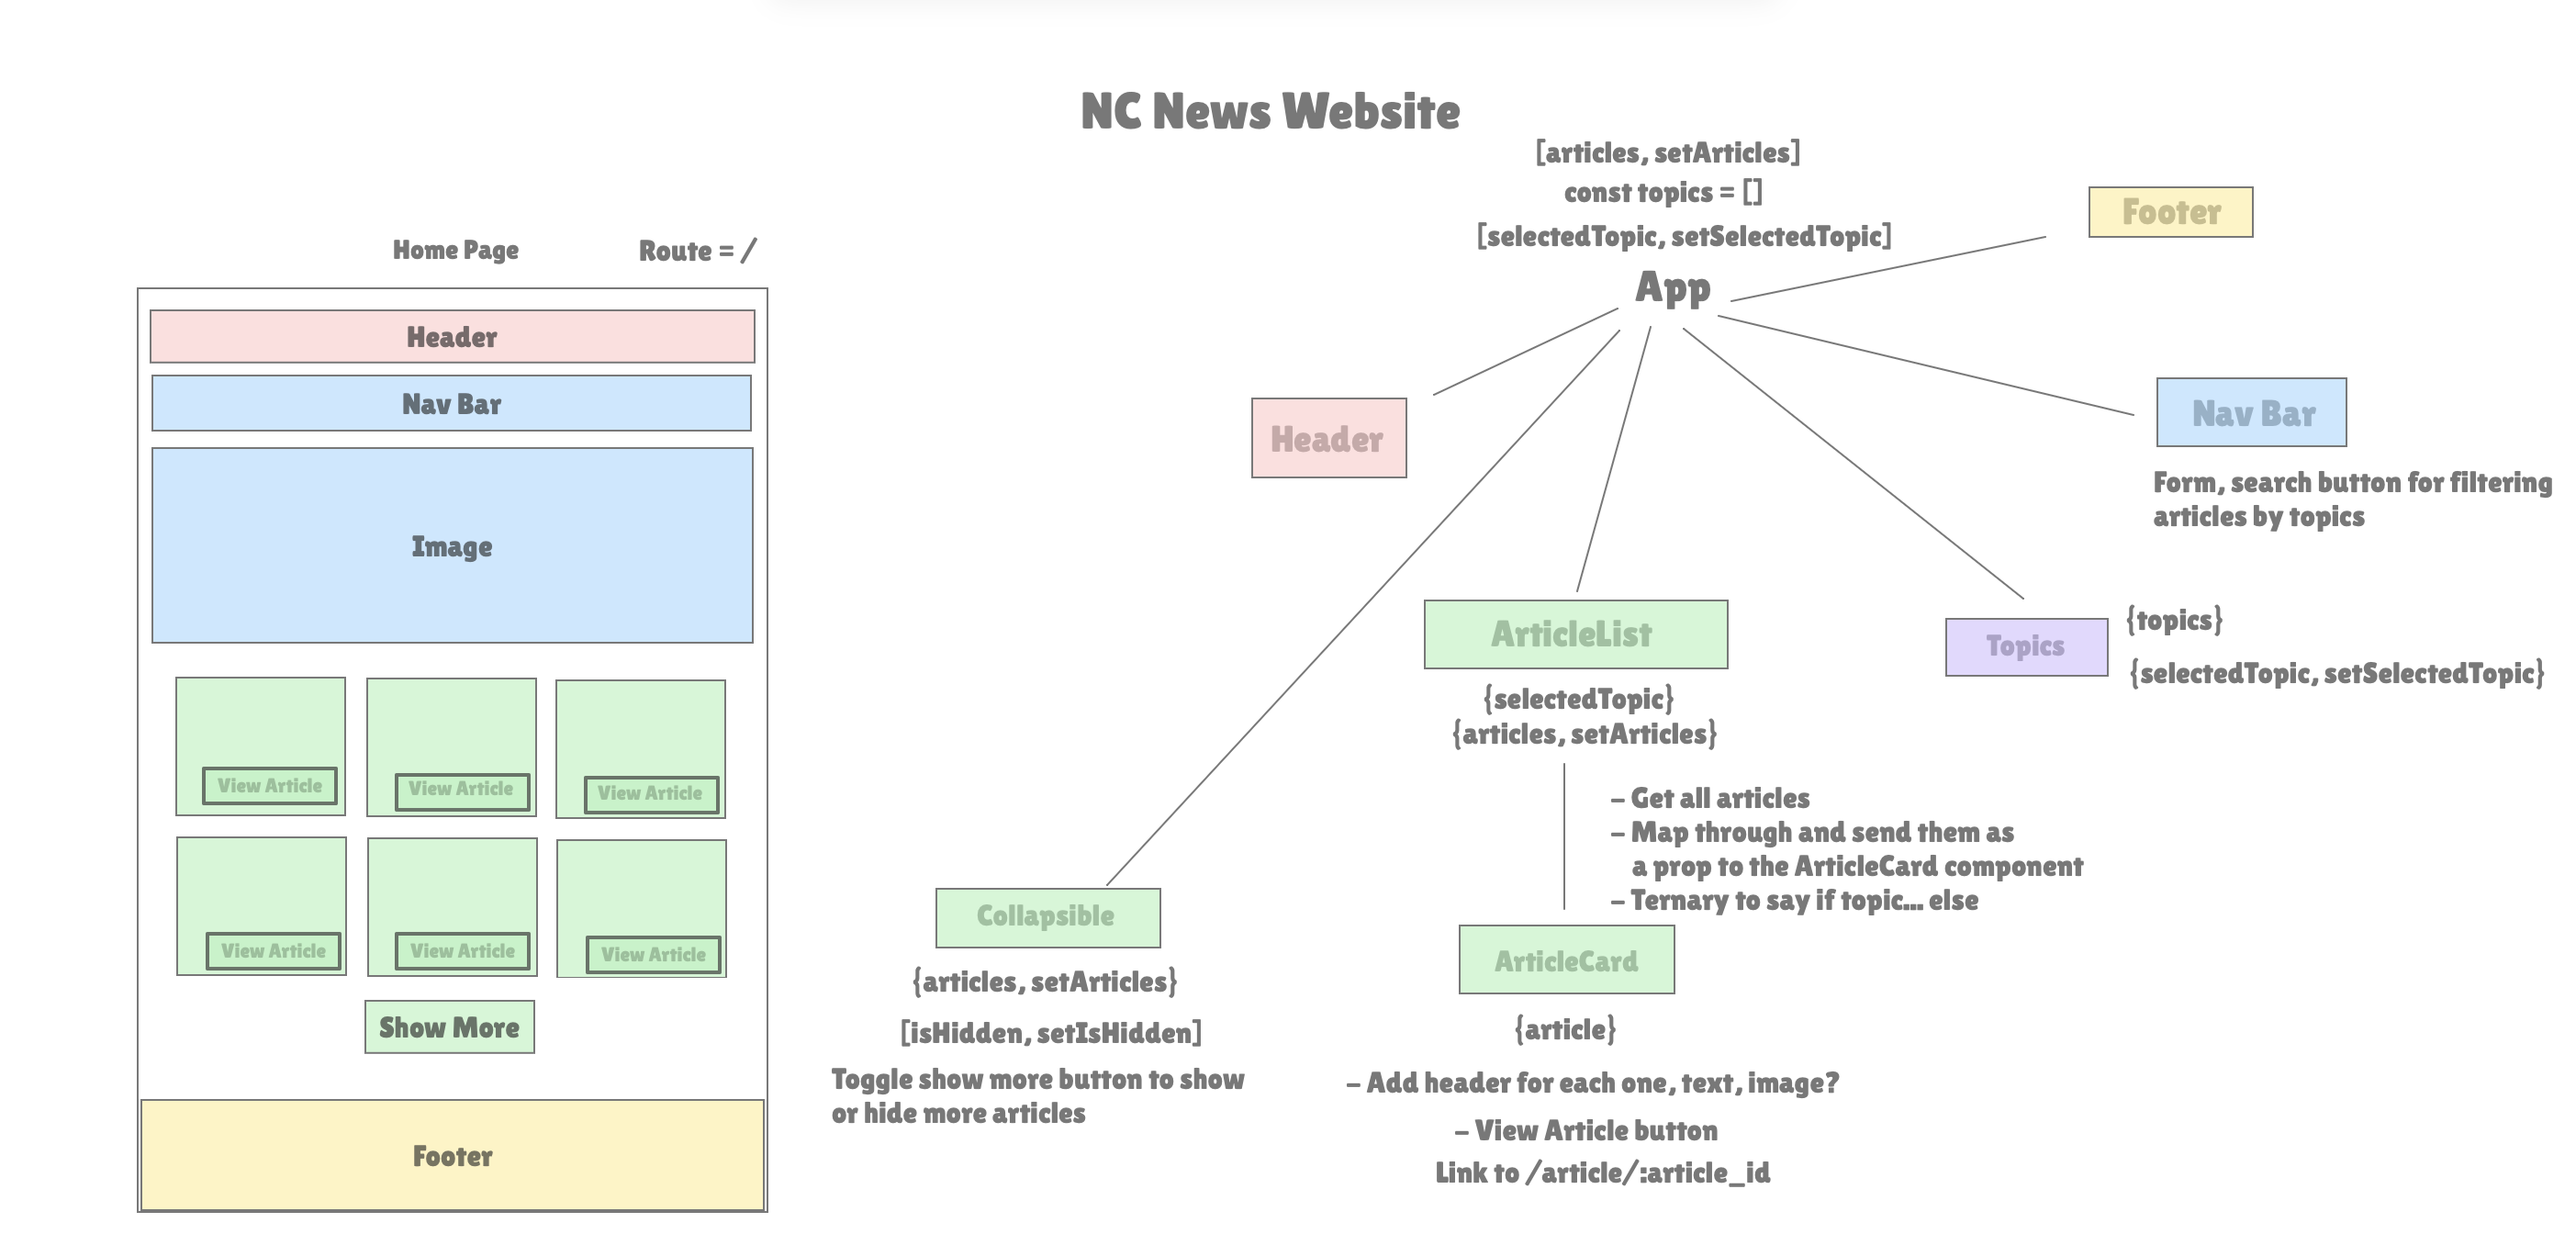 NC News Website
Home Page
Route = /
Header
Nav Bar
Image
View Article
View Article
View Article
View Article
View Article
View Article
Show More
Footer
[articles, setArticles]
const topics = []
[selectedTopic, setSelectedTopic]
App
Footer
Header
Nav Bar
Form, search button for filtering
articles by topics
ArticleList
{selectedTopic}
{articles, setArticles}
Topics
{topics}
{selectedTopic, setSelectedTopic}
– Get all articles
– Map through and send them as
a prop to the ArticleCard component
– Ternary to say if topic... else
Collapsible
{articles, setArticles}
[isHidden, setIsHidden]
Toggle show more button to show
or hide more articles
ArticleCard
{article}
– Add header for each one, text, image?
– View Article button
Link to /article/:article_id